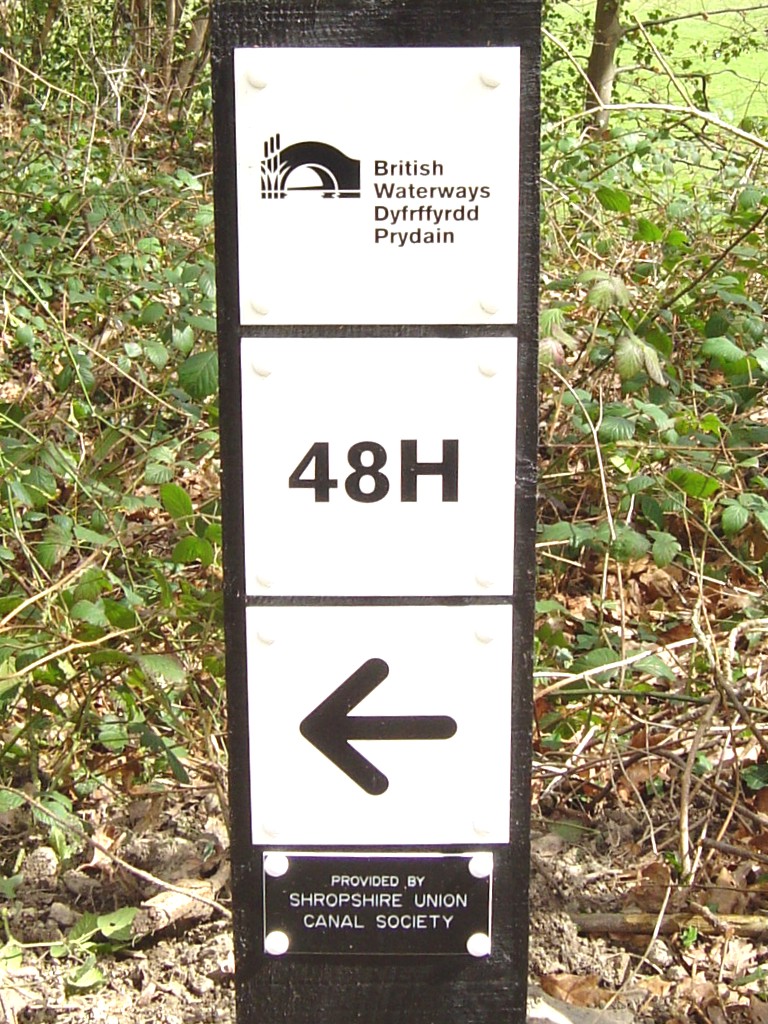 British
Waterways
Dyfrffyrdd
Prydain
48H
PROVIDED BY
SHROPSHIRE UNION
CANAL SOCIETY